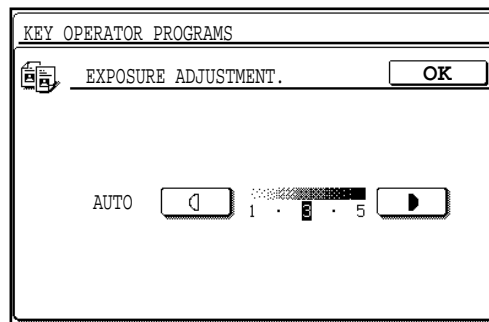 KEY OPERATOR PROGRAMS
EXPOSURE ADJUSTMENT. OK
AUTO
1 · 3 · 5